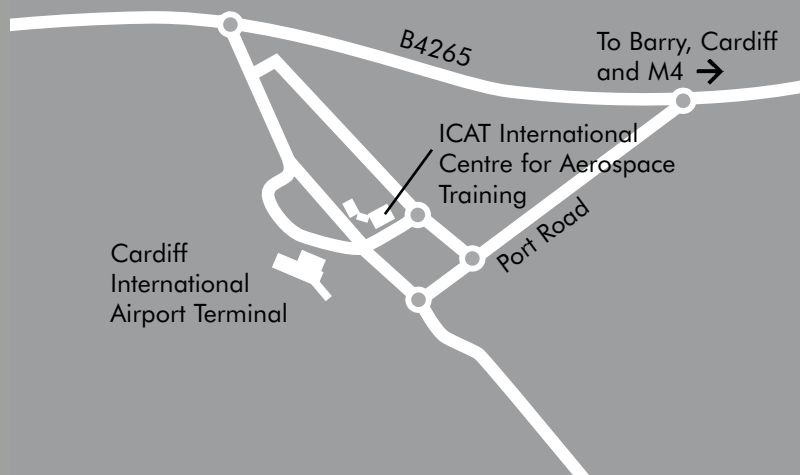 B4265
To Barry, Cardiff
and M4
ICAT International
Centre for Aerospace
Training
Port Road
Cardiff
International
Airport Terminal